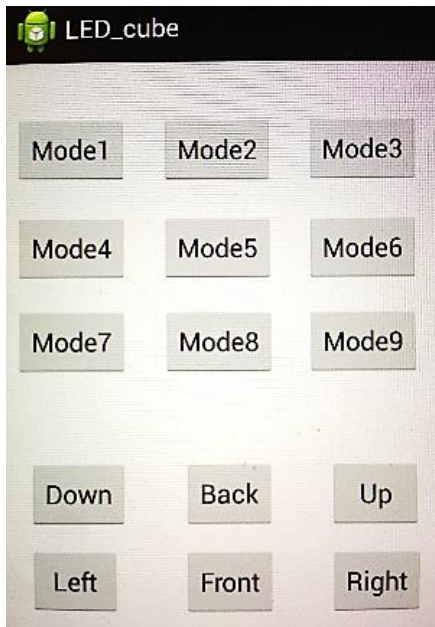 LED_cube
Mode1 Mode2 Mode3
Mode4 Mode5 Mode6
Mode7 Mode8 Mode9
Down Back Up
Left Front Right